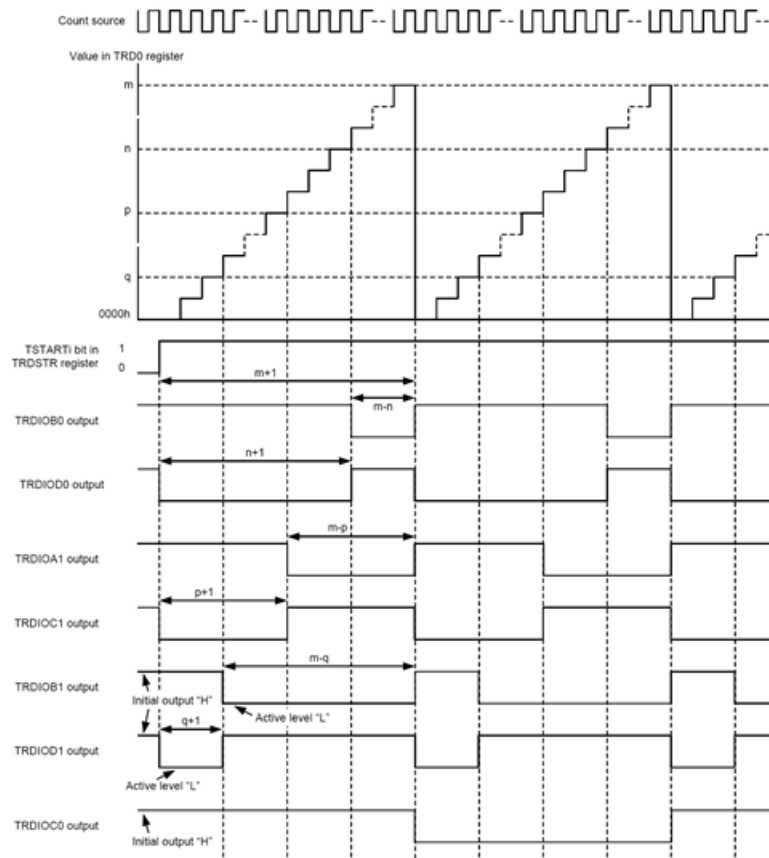 Count source
Value in TRD0 register
m
n
p
q
0000h
TSTARTi bit in
TRDSTR register
1
0
m+1
m-n
TRDIOB0 output
n+1
TRDIOD0 output
m-p
TRDIOA1 output
p+1
TRDIOC1 output
m-q
TRDIOB1 output
Initial output "H"
Active level "L"
q+1
TRDIOD1 output
Active level "L"
TRDIOC0 output
Initial output "H"